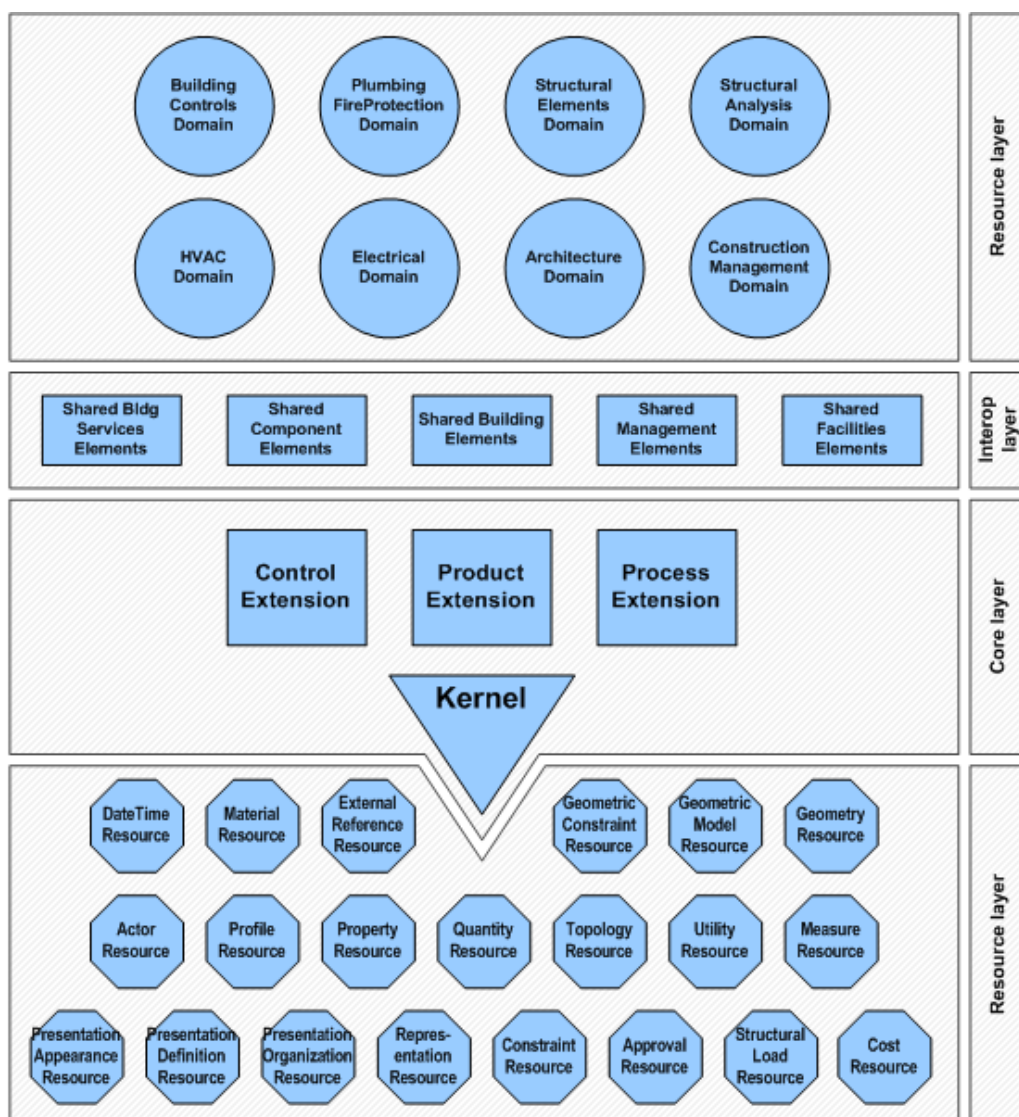 Building
Controls
Domain
Plumbing
FireProtection
Domain
Structural
Elements
Domain
Structural
Analysis
Domain
HVAC
Domain
Electrical
Domain
Architecture
Domain
Construction
Management
Domain
Resource layer
Shared Bldg
Services
Elements
Shared
Component
Elements
Shared Building
Elements
Shared
Management
Elements
Shared
Facilities
Elements
Interop
layer
Control
Extension
Product
Extension
Process
Extension
Kernel
Core layer
DateTime
Resource
Material
Resource
External
Reference
Resource
Geometric
Constraint
Resource
Geometric
Model
Resource
Geometry
Resource
Actor
Resource
Profile
Resource
Property
Resource
Quantity
Resource
Topology
Resource
Utility
Resource
Measure
Resource
Presentation
Appearance
Resource
Presentation
Definition
Resource
Presentation
Organization
Resource
Repres-
entation
Resource
Constraint
Resource
Approval
Resource
Structural
Load
Resource
Cost
Resource
Resource layer